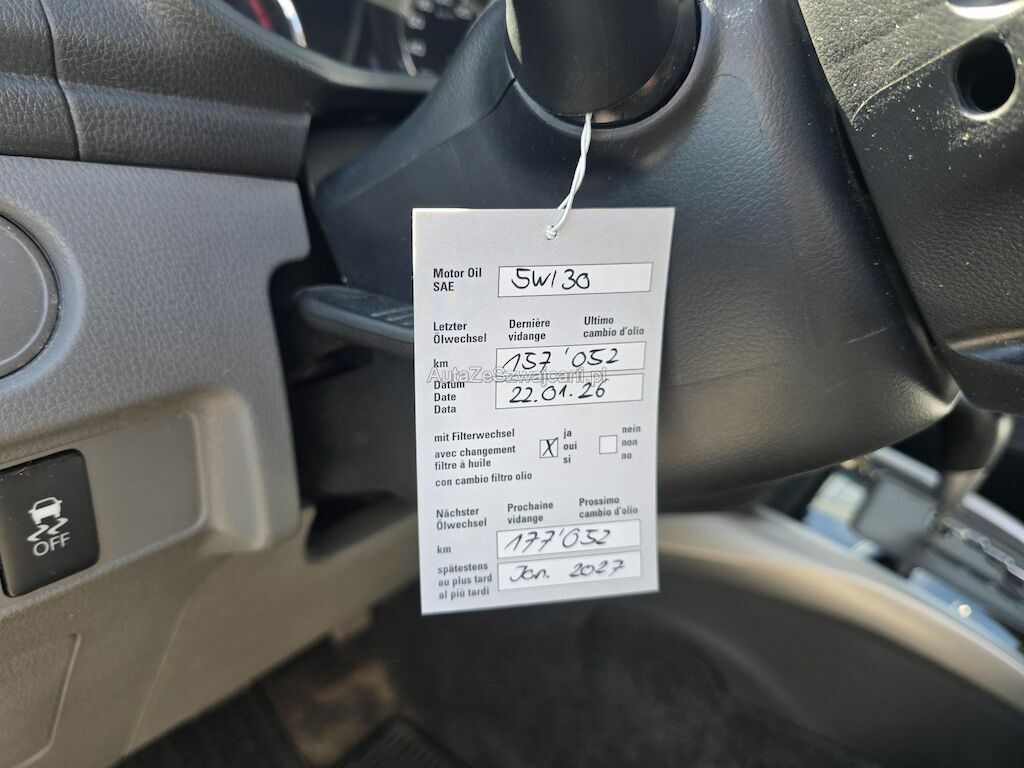 Motor Oil SAE 5W/30
Letzter Ölwechsel Dernière vidange Ultimo cambio d'olio
km 157'052
AutaZeSzwajcarii.pl
Datum Date Data 22.01.26
mit Filterwechsel
avec changement filtre à huile
con cambio filtro olio
X ja oui si
nein non no
Nächster Ölwechsel Prochaine vidange Prossimo cambio d'olio
km 177'052
spätestens au plus tard al più tardi Jan. 2027
OFF